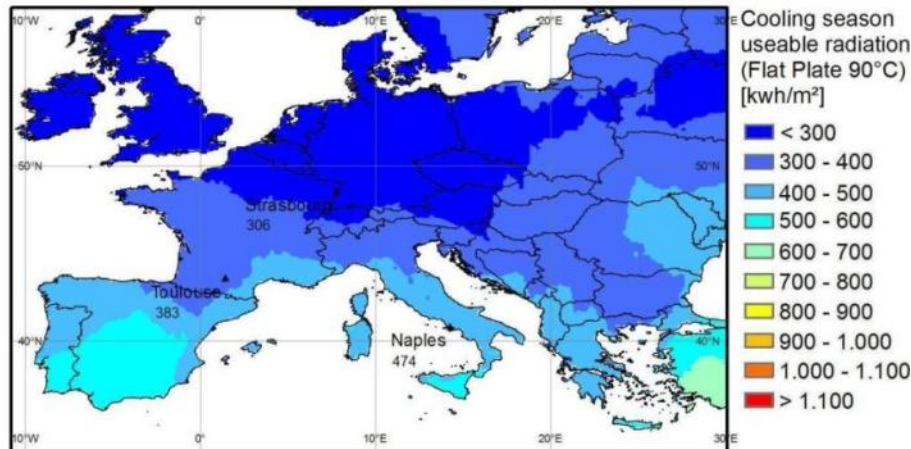 10°W 0° 10°E 20°E 30°E
Cooling season
useable radiation
(Flat Plate 90°C)
[kwh/m²]
< 300
300 - 400
400 - 500
500 - 600
600 - 700
700 - 800
800 - 900
900 - 1.000
1.000 - 1.100
> 1.100
50°N 50°N
Strasbourg
306
Toulouse
383
Naples
474
40°N 40°N
10°W 0° 10°E 20°E 30°E